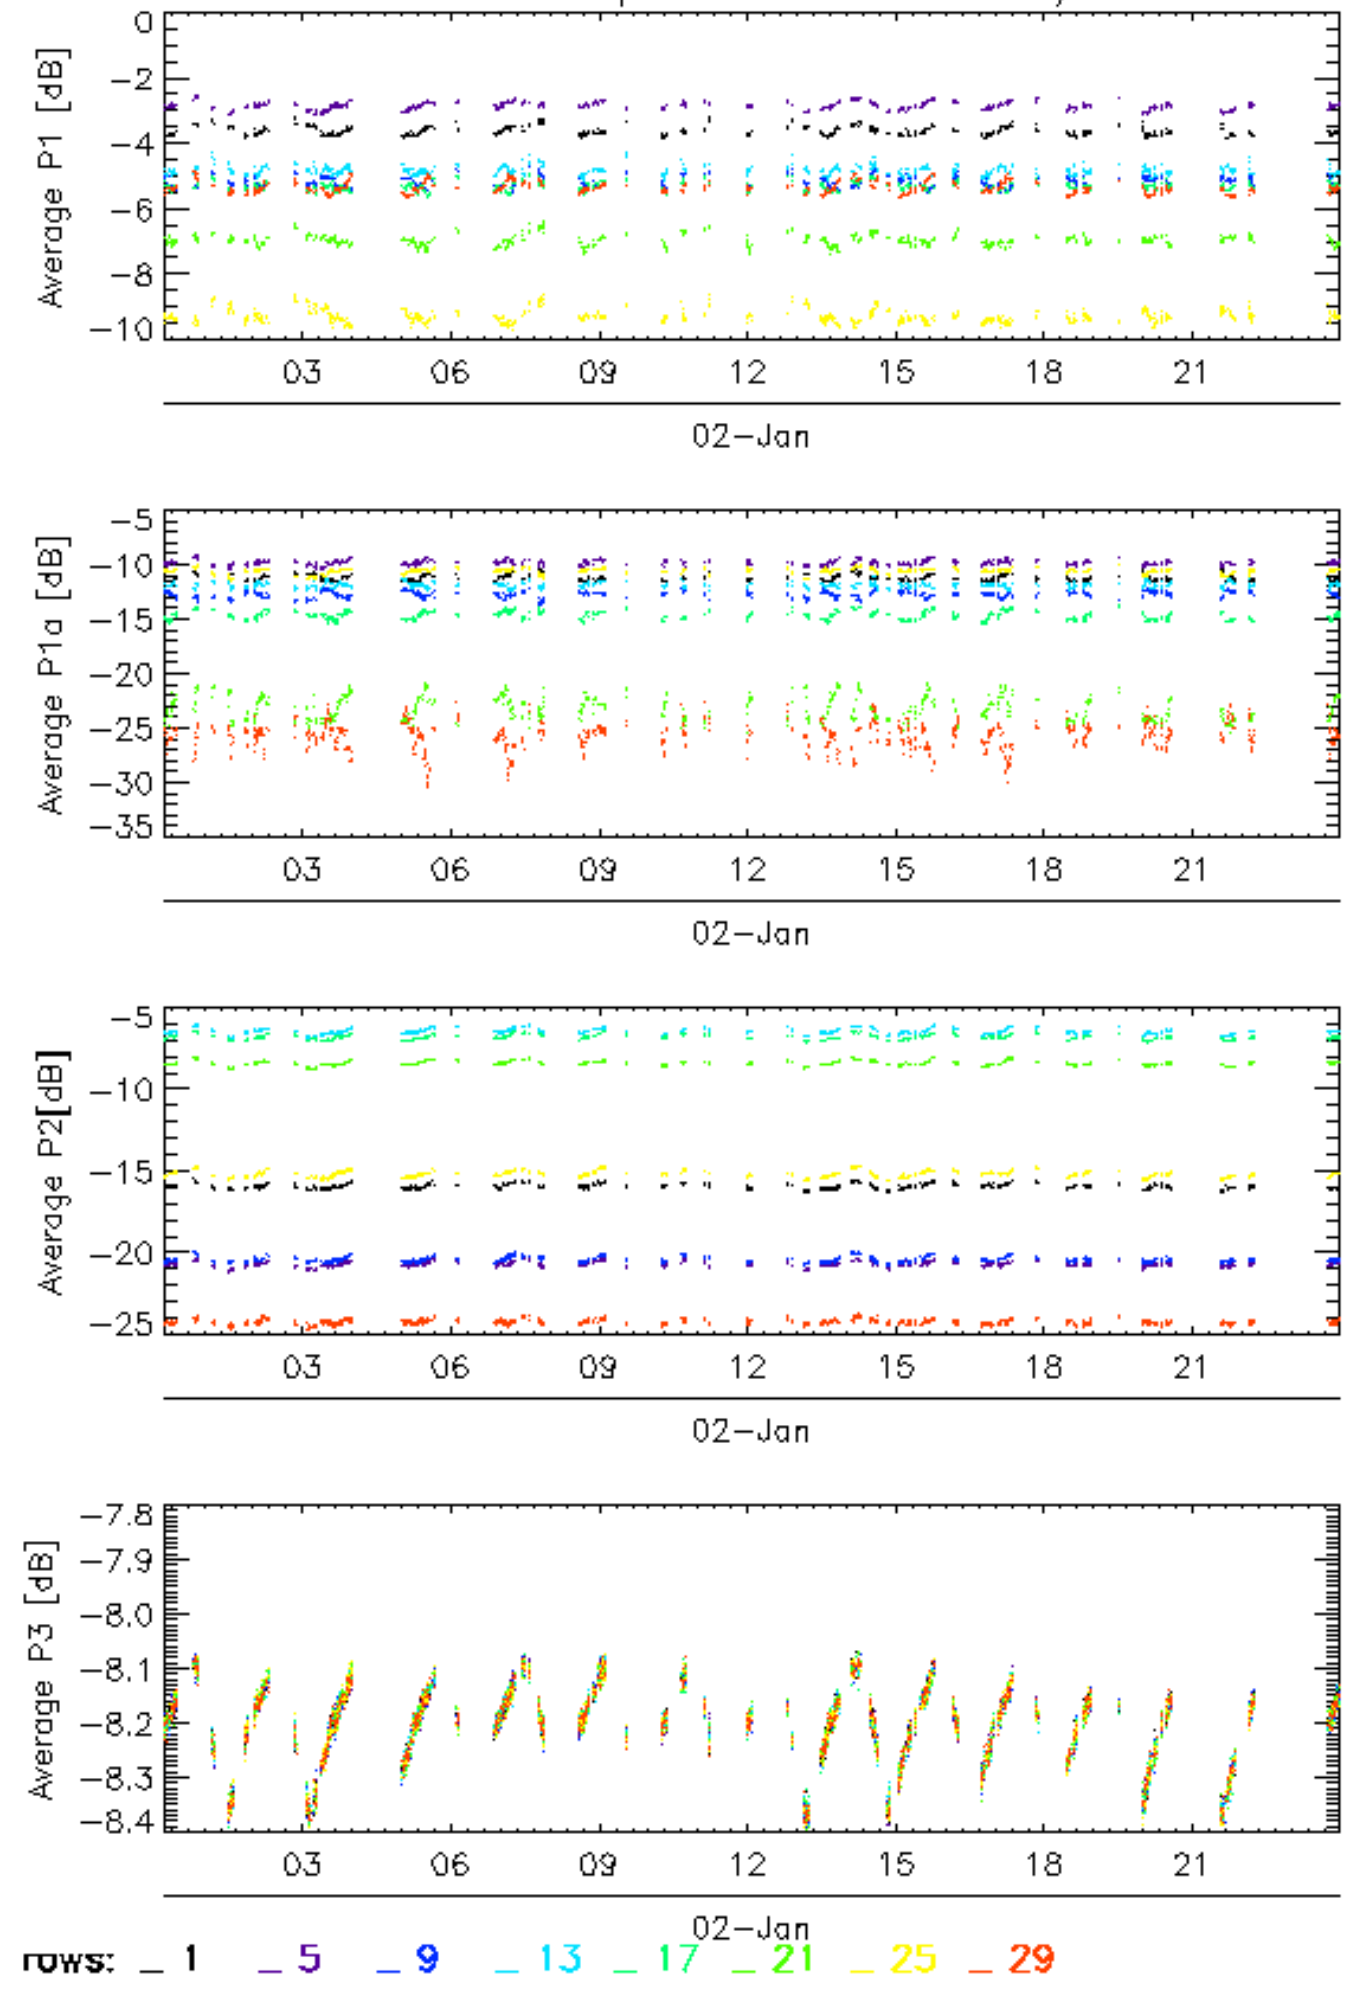 Average P1 [dB]
0
−2
−4
−6
−8
−10
03 06 09 12 15 18 21
02−Jan
Average P1a [dB]
−5
−10
−15
−20
−25
−30
−35
03 06 09 12 15 18 21
02−Jan
Average P2[dB]
−5
−10
−15
−20
−25
03 06 09 12 15 18 21
02−Jan
Average P3 [dB]
−7.8
−7.9
−8.0
−8.1
−8.2
−8.3
−8.4
03 06 09 12 15 18 21
02−Jan
rows: _ 1 _ 5 _ 9 _ 13 _ 17 _ 21 _ 25 _ 29